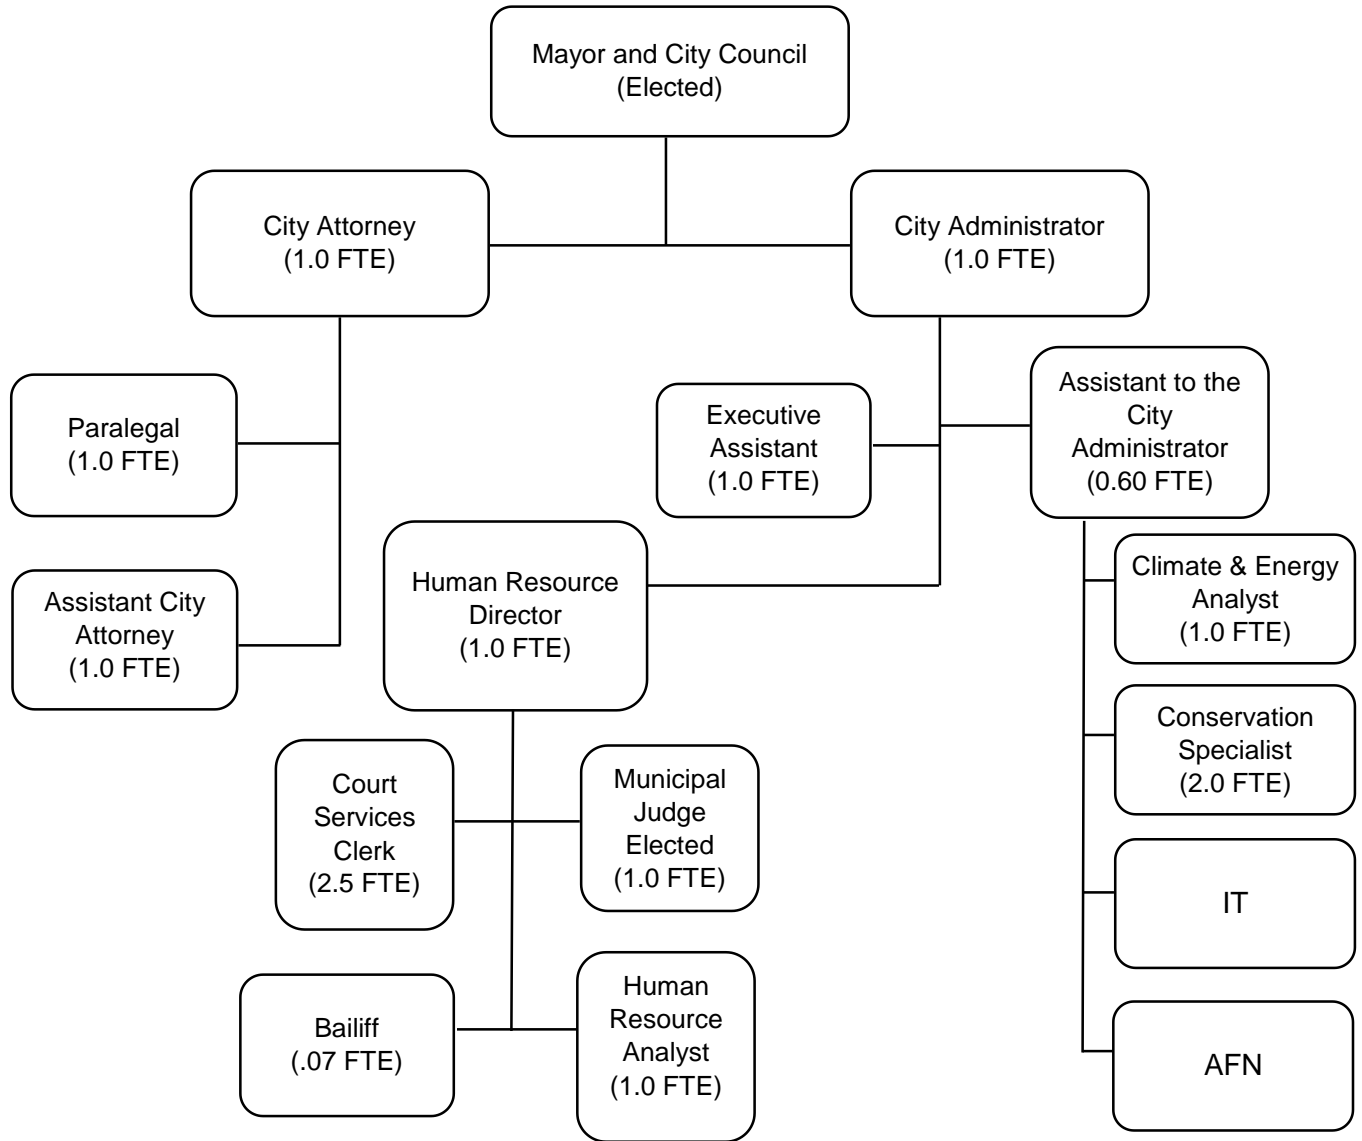 Mayor and City Council
(Elected)
City Attorney
(1.0 FTE)
City Administrator
(1.0 FTE)
Paralegal
(1.0 FTE)
Executive
Assistant
(1.0 FTE)
Assistant to the
City
Administrator
(0.60 FTE)
Assistant City
Attorney
(1.0 FTE)
Human Resource
Director
(1.0 FTE)
Climate & Energy
Analyst
(1.0 FTE)
Conservation
Specialist
(2.0 FTE)
Court
Services
Clerk
(2.5 FTE)
Municipal
Judge
Elected
(1.0 FTE)
IT
Bailiff
(.07 FTE)
Human
Resource
Analyst
(1.0 FTE)
AFN